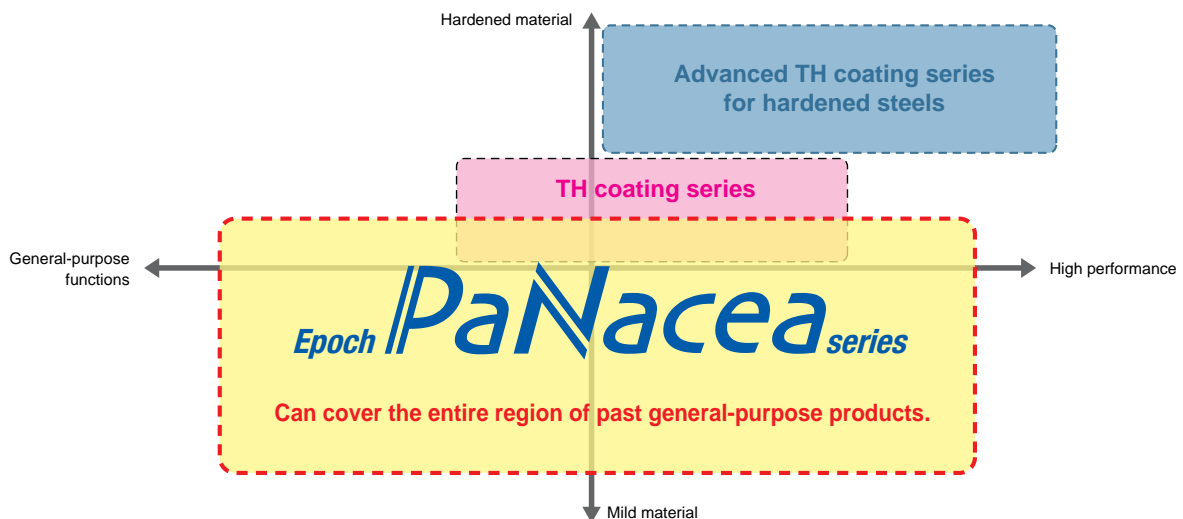 Hardened material
Advanced TH coating series
for hardened steels
TH coating series
General-purpose
functions
High performance
Epoch PaNacea series
Can cover the entire region of past general-purpose products.
Mild material